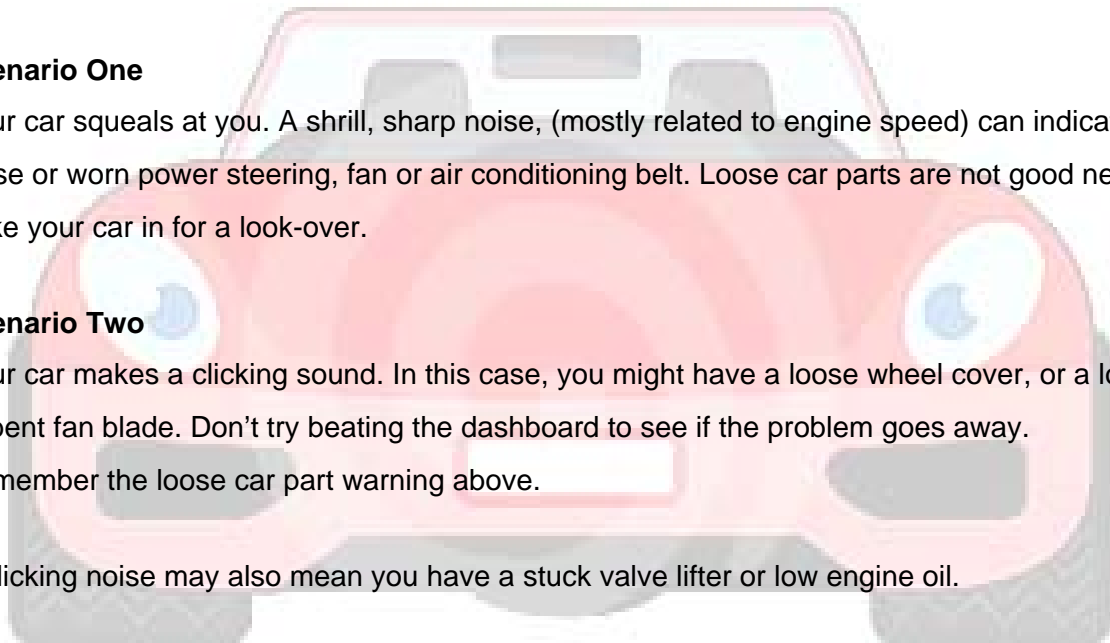 enario One
ur car squeals at you. A shrill, sharp noise, (mostly related to engine speed) can indica
se or worn power steering, fan or air conditioning belt. Loose car parts are not good ne
ke your car in for a look-over.
enario Two
ur car makes a clicking sound. In this case, you might have a loose wheel cover, or a lo
bent fan blade. Don’t try beating the dashboard to see if the problem goes away.
member the loose car part warning above.
licking noise may also mean you have a stuck valve lifter or low engine oil.